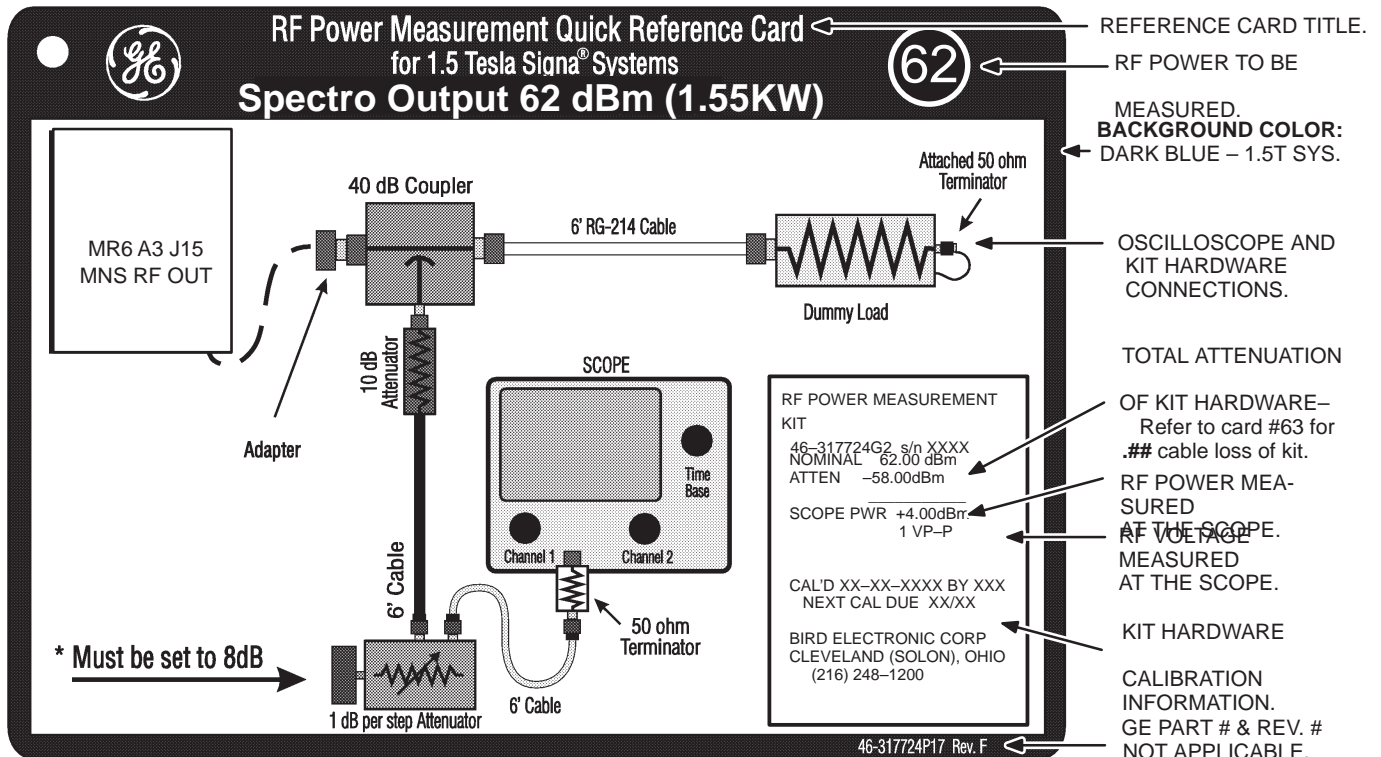 RF Power Measurement Quick Reference Card
for 1.5 Tesla Signa® Systems
Spectro Output 62 dBm (1.55KW)
GE
62
REFERENCE CARD TITLE.
RF POWER TO BE
MEASURED.
BACKGROUND COLOR:
DARK BLUE – 1.5T SYS.
MR6 A3 J15
MNS RF OUT
40 dB Coupler
6' RG-214 Cable
Attached 50 ohm
Terminator
Dummy Load
OSCILLOSCOPE AND
KIT HARDWARE
CONNECTIONS.
Adapter
10 dB
Attenuator
6' Cable
SCOPE
Time
Base
Channel 1
Channel 2
50 ohm
Terminator
6' Cable
* Must be set to 8dB
1 dB per step Attenuator
RF POWER MEASUREMENT
KIT
46–317724G2 s/n XXXX
NOMINAL 62.00 dBm
ATTEN –58.00dBm
SCOPE PWR +4.00dBm
1 VP–P
CAL'D XX–XX–XXXX BY XXX
NEXT CAL DUE XX/XX
BIRD ELECTRONIC CORP
CLEVELAND (SOLON), OHIO
(216) 248–1200
TOTAL ATTENUATION
OF KIT HARDWARE–
Refer to card #63 for
.## cable loss of kit.
RF POWER MEA-
SURED
AT THE SCOPE.
RF VOLTAGE
MEASURED
AT THE SCOPE.
KIT HARDWARE
CALIBRATION
INFORMATION.
GE PART # & REV. #
NOT APPLICABLE.
46-317724P17 Rev. F